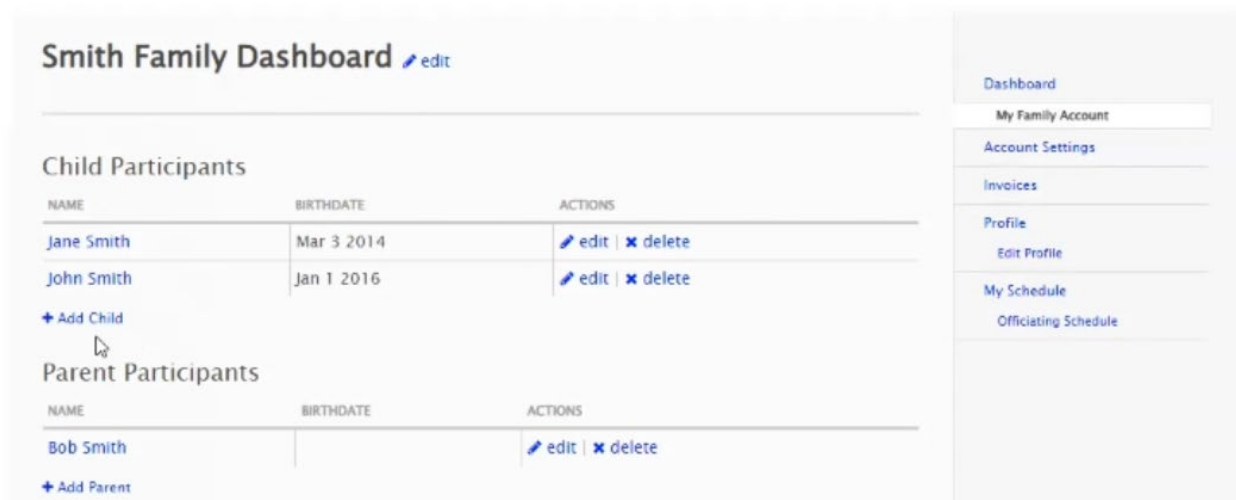 Smith Family Dashboard edit
Child Participants
NAME BIRTHDATE ACTIONS
Jane Smith Mar 3 2014 edit | delete
John Smith Jan 1 2016 edit | delete
+ Add Child
Parent Participants
NAME BIRTHDATE ACTIONS
Bob Smith edit | delete
+ Add Parent
Dashboard
My Family Account
Account Settings
Invoices
Profile
Edit Profile
My Schedule
Officiating Schedule